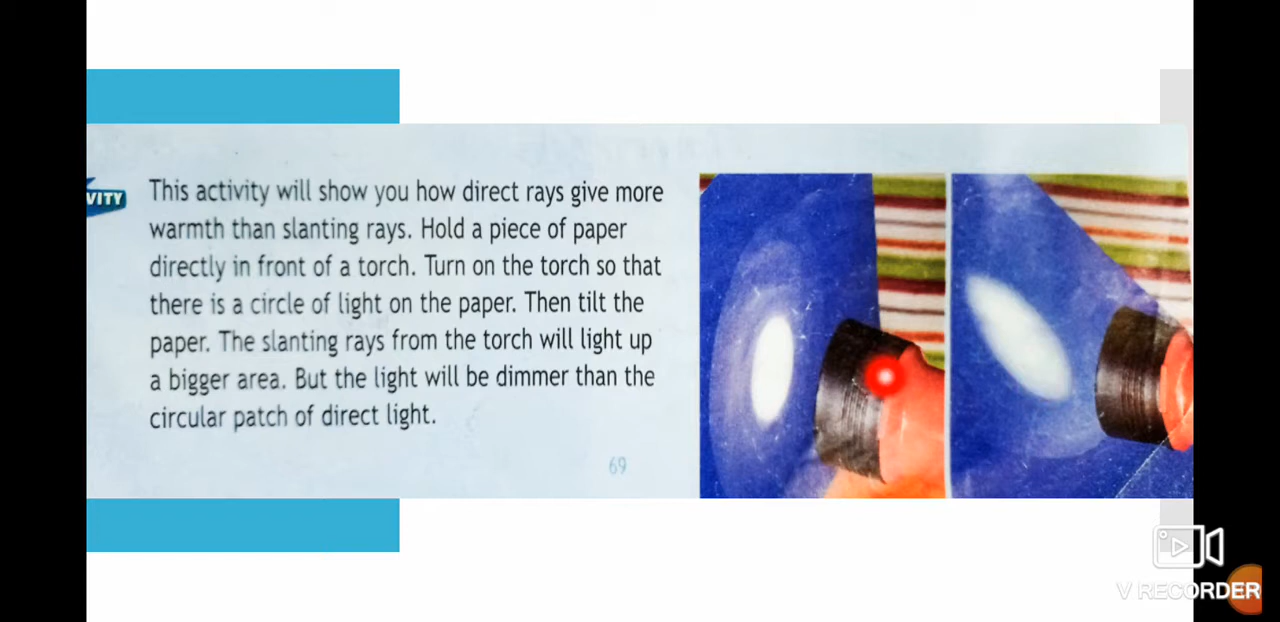 VITY
This activity will show you how direct rays give more
warmth than slanting rays. Hold a piece of paper
directly in front of a torch. Turn on the torch so that
there is a circle of light on the paper. Then tilt the
paper. The slanting rays from the torch will light up
a bigger area. But the light will be dimmer than the
circular patch of direct light.
69
V RECORDER